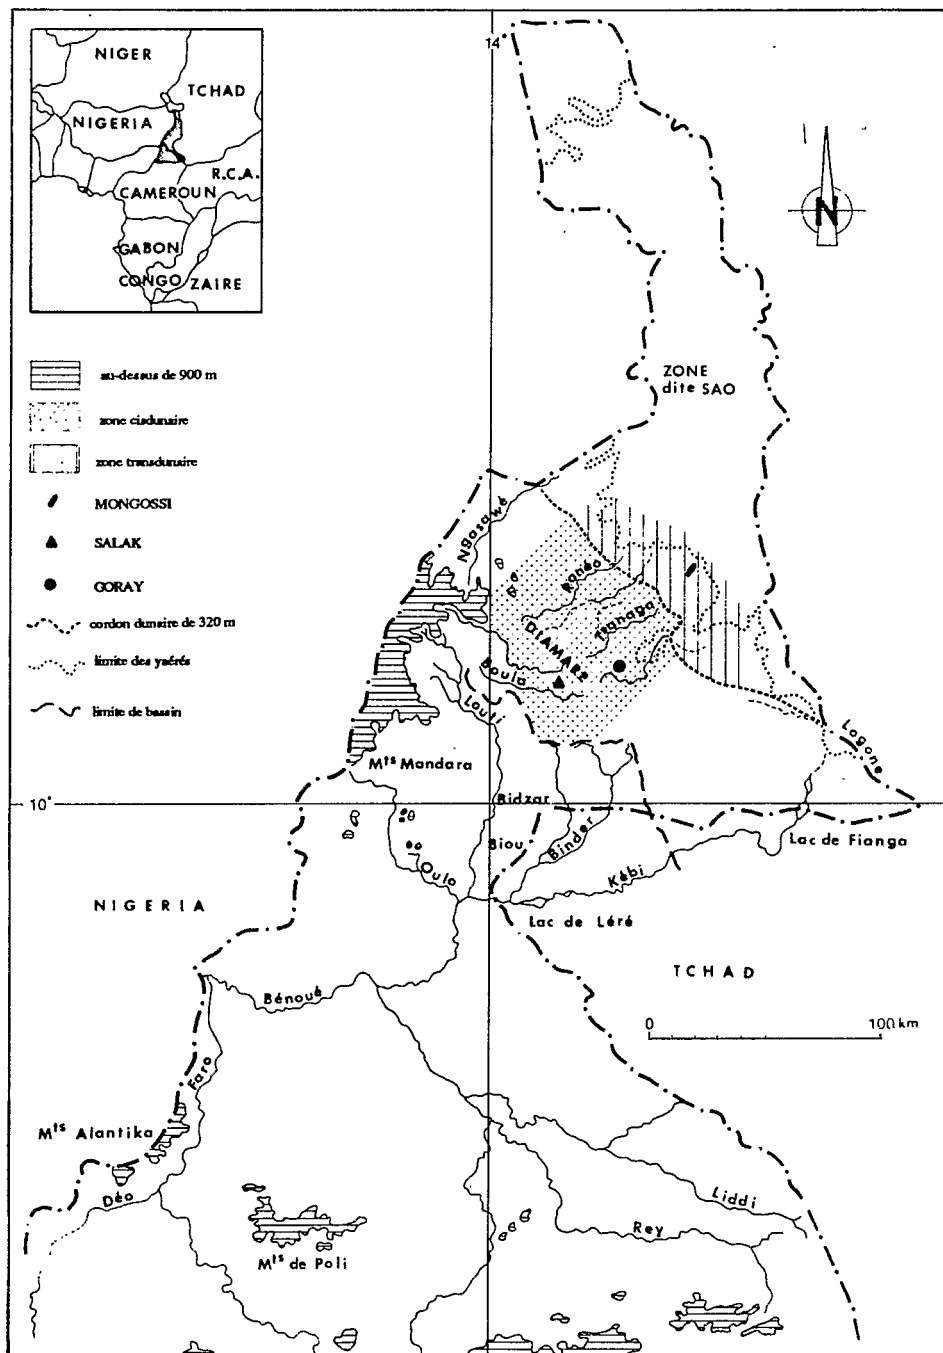 NIGER
TCHAD
NIGERIA
R.C.A.
CAMEROUN
GABON
CONGO
ZAIRE
14°
N
au-dessus de 900 m
zone cisdunaire
zone transdunaire
MONGOSSI
SALAK
GORAY
cordon dunaire de 320 m
limite des yaérés
limite de bassin
ZONE
dite SAO
Ngasawé
Ranéo
Tsanaga
DIAMARE
Boula
Louti
Logone
Mts Mandara
10°
Bidzar
Biou
Binder
Lac de Fianga
Oulo
Kébi
NIGERIA
Lac de Léré
TCHAD
Bénoué
0 100 km
Faro
Mts Alantika
Déo
Liddi
Rey
Mts de Poli